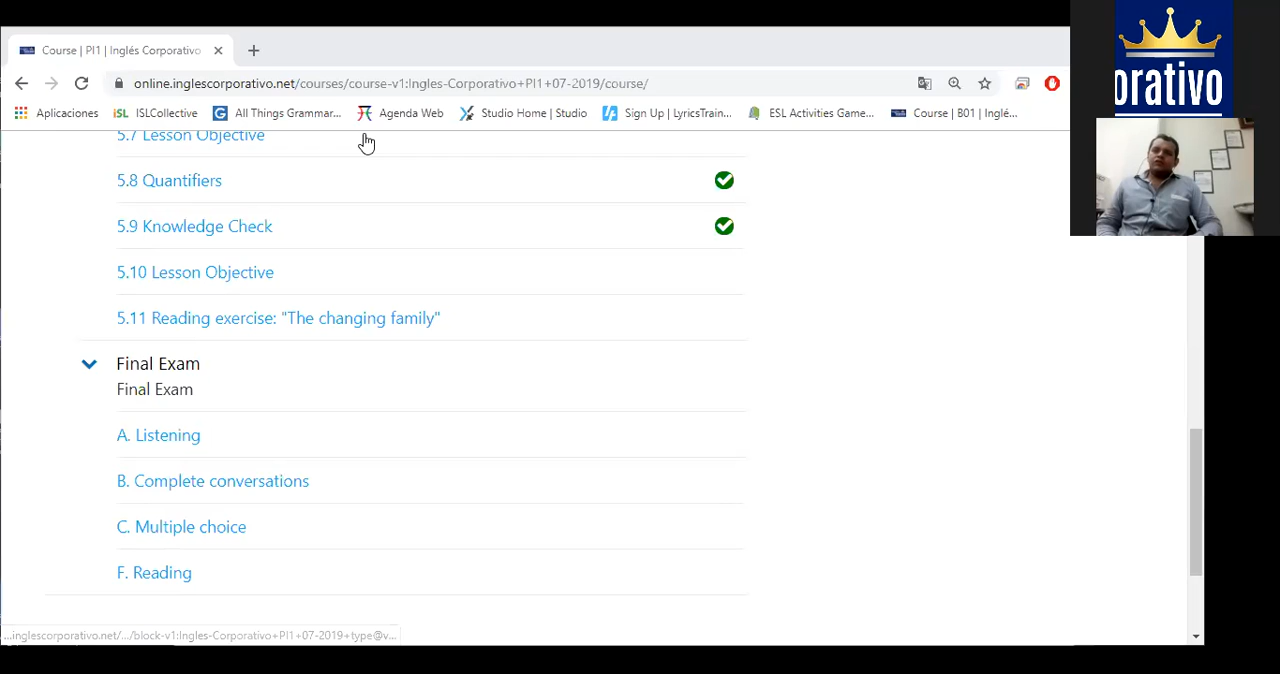 Course | PI1 | Inglés Corporativo
online.inglescorporativo.net/courses/course-v1:Ingles-Corporativo+PI1+07-2019/course/
Aplicaciones ISLCollective All Things Grammar... Agenda Web Studio Home | Studio Sign Up | LyricsTrain... ESL Activities Game... Course | B01 | Inglé...
orativo
5.7 Lesson Objective
5.8 Quantifiers
5.9 Knowledge Check
5.10 Lesson Objective
5.11 Reading exercise: "The changing family"
Final Exam
Final Exam
A. Listening
B. Complete conversations
C. Multiple choice
F. Reading
...inglescorporativo.net/.../block-v1:Ingles-Corporativo+PI1+07-2019+type@v...